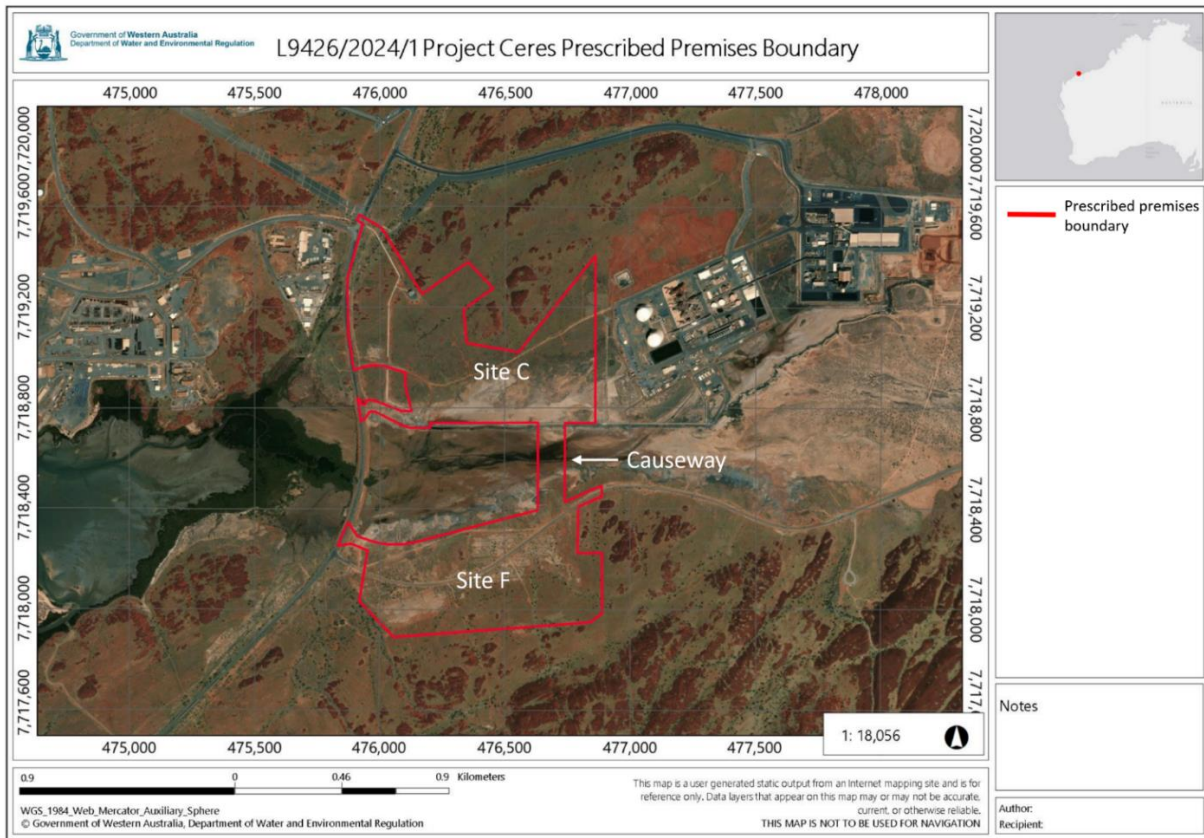 Government of Western Australia
Department of Water and Environmental Regulation
L9426/2024/1 Project Ceres Prescribed Premises Boundary
475,000 475,500 476,000 476,500 477,000 477,500 478,000
7,720,000
7,719,600
7,719,200
7,718,800
7,718,400
7,718,000
7,717,600
Site C
Causeway
Site F
7,720,000
7,719,600
7,719,200
7,718,800
7,718,400
7,718,000
475,000 475,500 476,000 476,500 477,000 477,500
1: 18,056
Prescribed premises
boundary
Notes
0.9 0 0.46 0.9 Kilometers
WGS_1984_Web_Mercator_Auxiliary_Sphere
© Government of Western Australia, Department of Water and Environmental Regulation
This map is a user generated static output from an Internet mapping site and is for
reference only. Data layers that appear on this map may or may not be accurate,
current, or otherwise reliable.
THIS MAP IS NOT TO BE USED FOR NAVIGATION
Author:
Recipient: